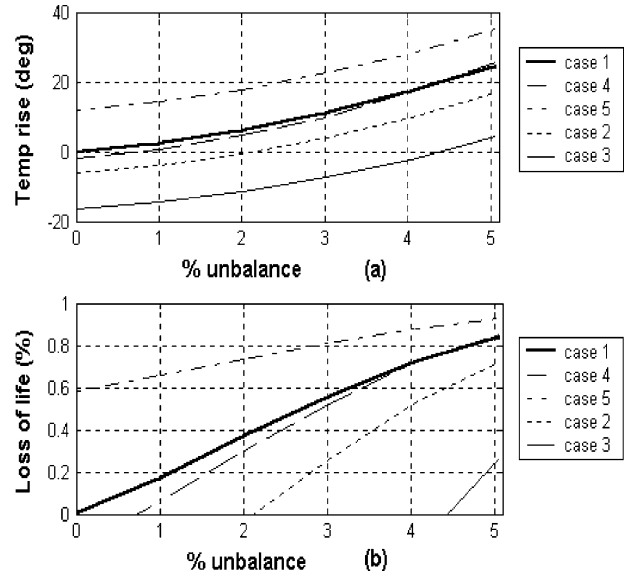 40
20
0
-20
Temp rise (deg)
0 1 2 3 4 5
% unbalance (a)
case 1
case 4
case 5
case 2
case 3
1
0.8
0.6
0.4
0.2
0
Loss of life (%)
0 1 2 3 4 5
% unbalance (b)
case 1
case 4
case 5
case 2
case 3